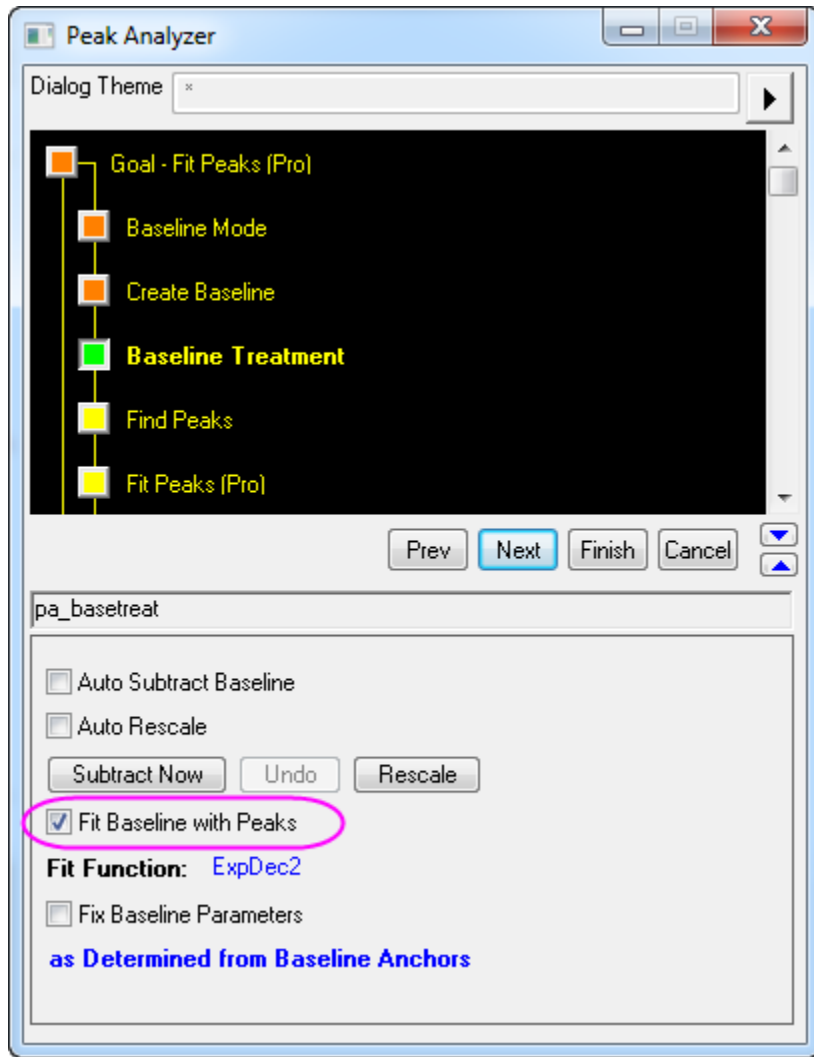 Peak Analyzer
Dialog Theme *
Goal - Fit Peaks (Pro)
Baseline Mode
Create Baseline
Baseline Treatment
Find Peaks
Fit Peaks (Pro)
Prev Next Finish Cancel
pa_basetreat
Auto Subtract Baseline
Auto Rescale
Subtract Now Undo Rescale
Fit Baseline with Peaks
Fit Function: ExpDec2
Fix Baseline Parameters
as Determined from Baseline Anchors